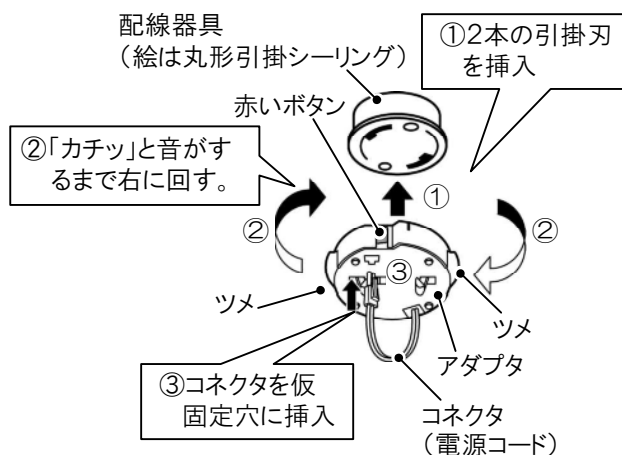 配線器具
（絵は丸形引掛シーリング）
①2本の引掛刃
を挿入
赤いボタン
②「カチッ」と音がす
るまで右に回す。
①
②
②
③
ツメ
ツメ
アダプタ
③コネクタを仮
固定穴に挿入
コネクタ
（電源コード）